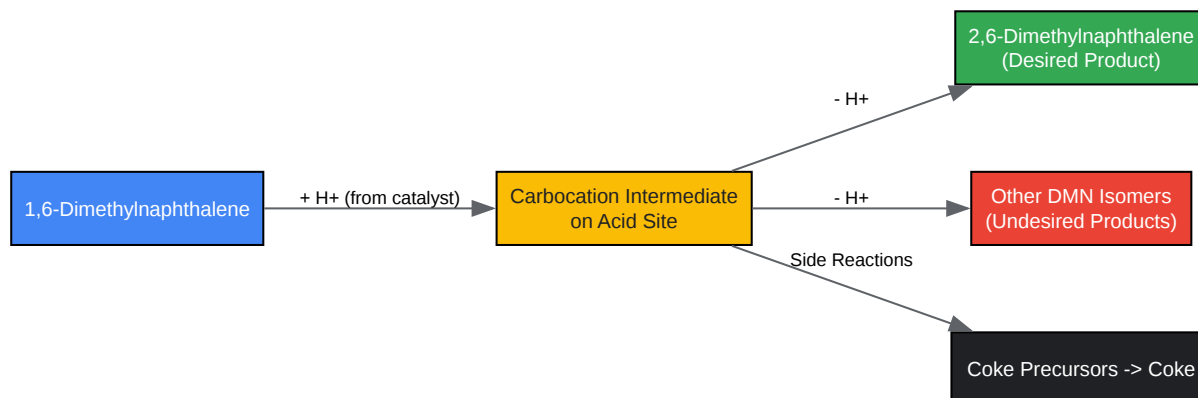 2,6-Dimethylnaphthalene
(Desired Product)
- H+
1,6-Dimethylnaphthalene
+ H+ (from catalyst)
Carbocation Intermediate
on Acid Site
- H+
Other DMN Isomers
(Undesired Products)
Side Reactions
Coke Precursors -> Coke